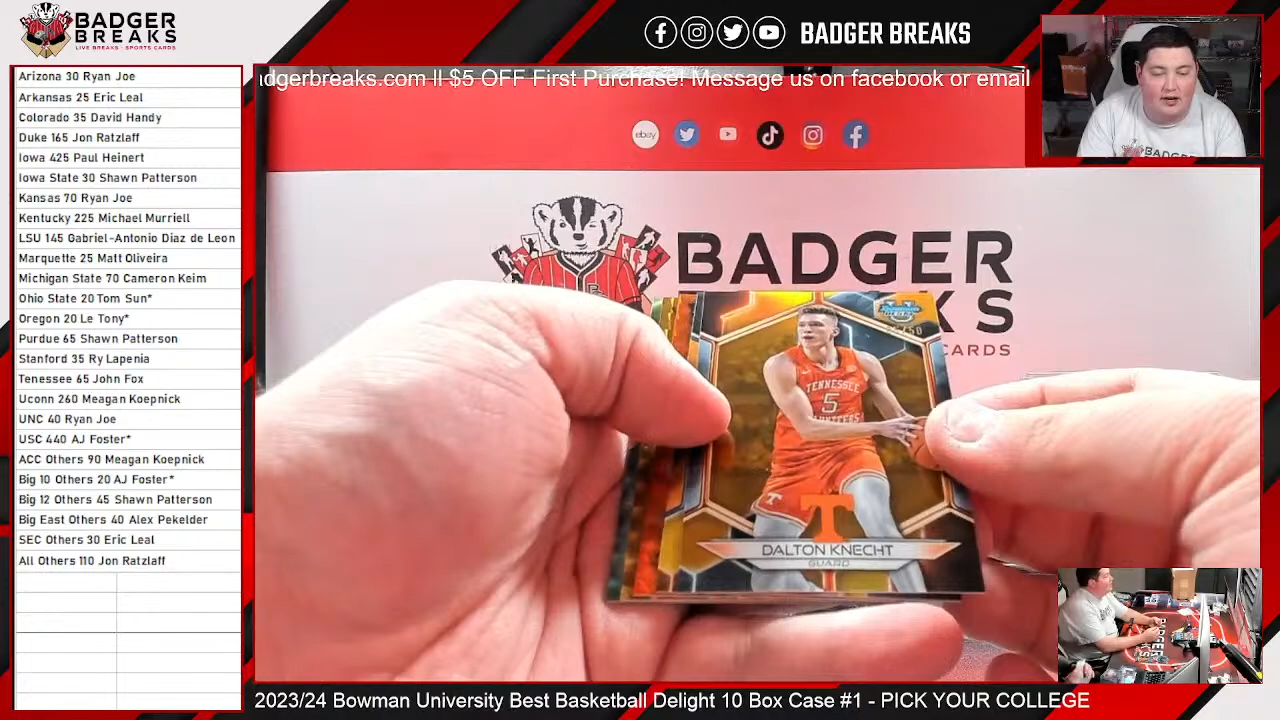 BADGER
BREAKS
LIVE BREAKS · SPORTS CARDS
BADGER BREAKS
adgerbreaks.com ll $5 OFF First Purchase! Message us on facebook or email
Arizona 30 Ryan Joe
Arkansas 25 Eric Leal
Colorado 35 David Handy
Duke 165 Jon Ratzlaff
Iowa 425 Paul Heinert
Iowa State 30 Shawn Patterson
Kansas 70 Ryan Joe
Kentucky 225 Michael Murriell
LSU 145 Gabriel-Antonio Diaz de Leon
Marquette 25 Matt Oliveira
Michigan State 70 Cameron Keim
Ohio State 20 Tom Sun*
Oregon 20 Le Tony*
Purdue 65 Shawn Patterson
Stanford 35 Ry Lapenia
Tenessee 65 John Fox
Uconn 260 Meagan Koepnick
UNC 40 Ryan Joe
USC 440 AJ Foster*
ACC Others 90 Meagan Koepnick
Big 10 Others 20 AJ Foster*
Big 12 Others 45 Shawn Patterson
Big East Others 40 Alex Pekelder
SEC Others 30 Eric Leal
All Others 110 Jon Ratzlaff
ebay
BADGER
KS
CARDS
TENNESSEE
5
T
DALTON KNECHT
GUARD
BADG
2023/24 Bowman University Best Basketball Delight 10 Box Case #1 - PICK YOUR COLLEGE